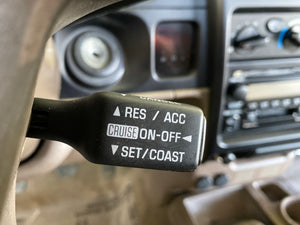 ▲ RES / ACC
CRUISE ON-OFF ◄
▼ SET/COAST